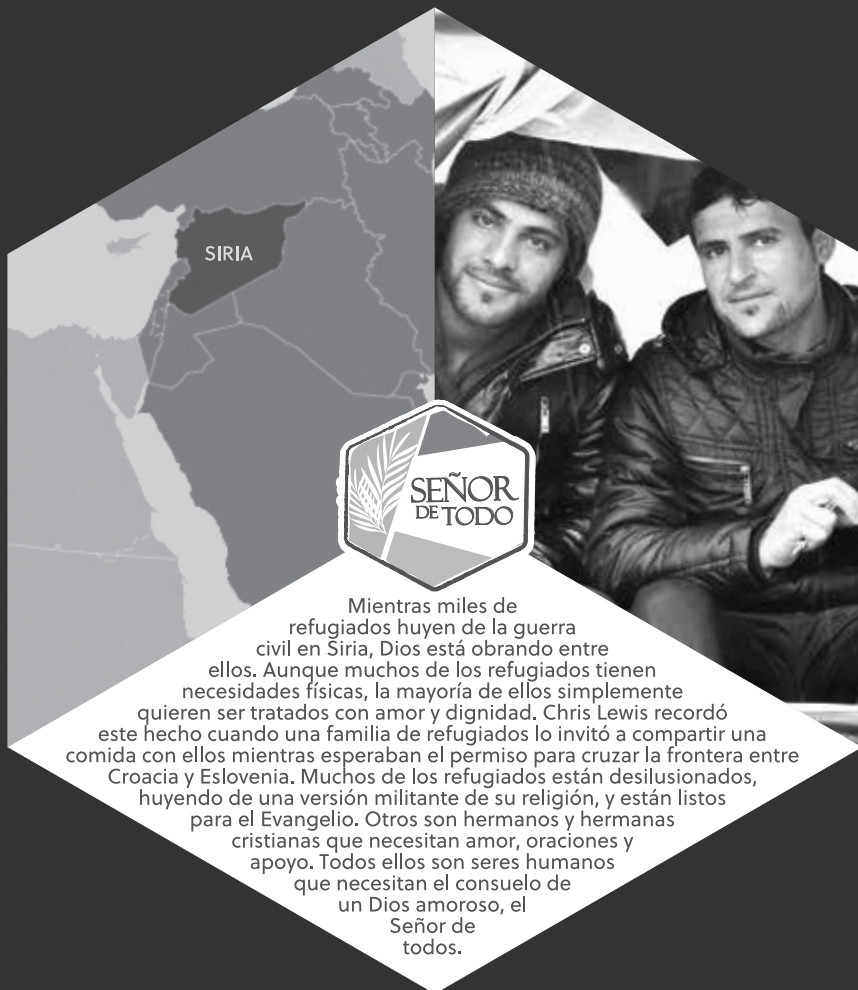 SIRIA
SEÑOR
DE TODO
Mientras miles de
refugiados huyen de la guerra
civil en Siria, Dios está obrando entre
ellos. Aunque muchos de los refugiados tienen
necesidades físicas, la mayoría de ellos simplemente
quieren ser tratados con amor y dignidad. Chris Lewis recordó
este hecho cuando una familia de refugiados lo invitó a compartir una
comida con ellos mientras esperaban el permiso para cruzar la frontera entre
Croacia y Eslovenia. Muchos de los refugiados están desilusionados,
huyendo de una versión militante de su religión, y están listos
para el Evangelio. Otros son hermanos y hermanas
cristianas que necesitan amor, oraciones y
apoyo. Todos ellos son seres humanos
que necesitan el consuelo de
un Dios amoroso, el
Señor de
todos.